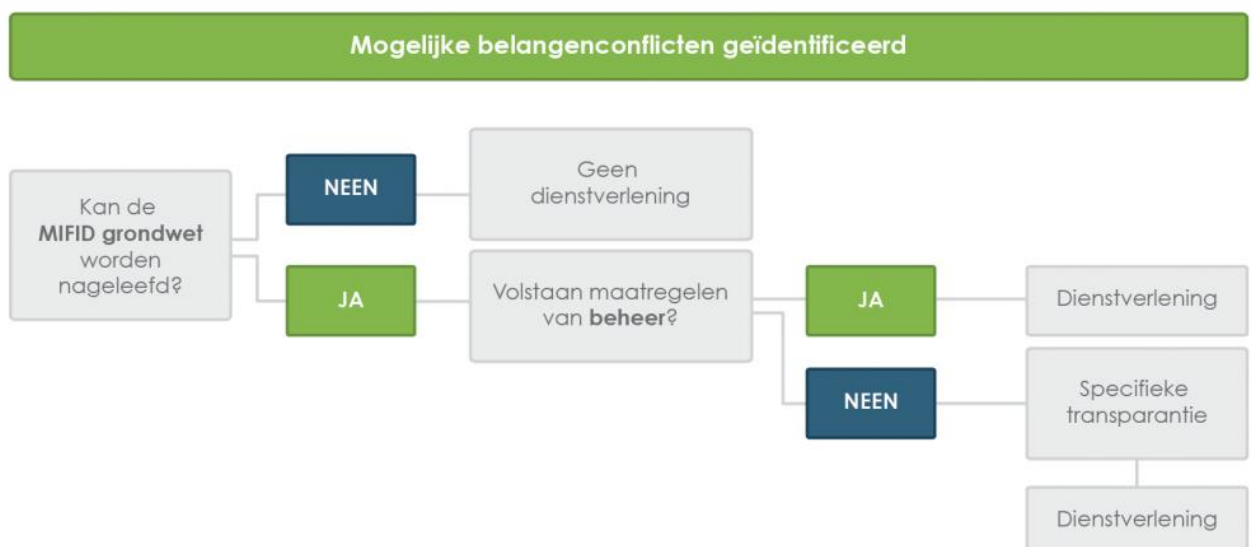 Mogelijke belangenconflicten geïdentificeerd
Kan de
MIFID grondwet
worden
nageleefd?
NEEN
Geen
dienstverlening
JA
Volstaan maatregelen
van beheer?
JA
Dienstverlening
NEEN
Specifieke
transparantie
Dienstverlening